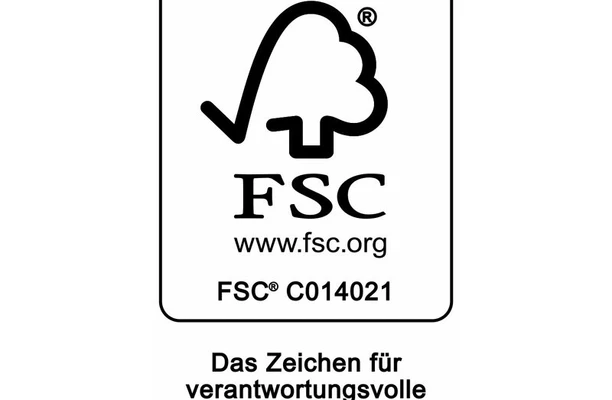 ®
FSC
www.fsc.org
FSC® C014021
Das Zeichen für
verantwortungsvolle